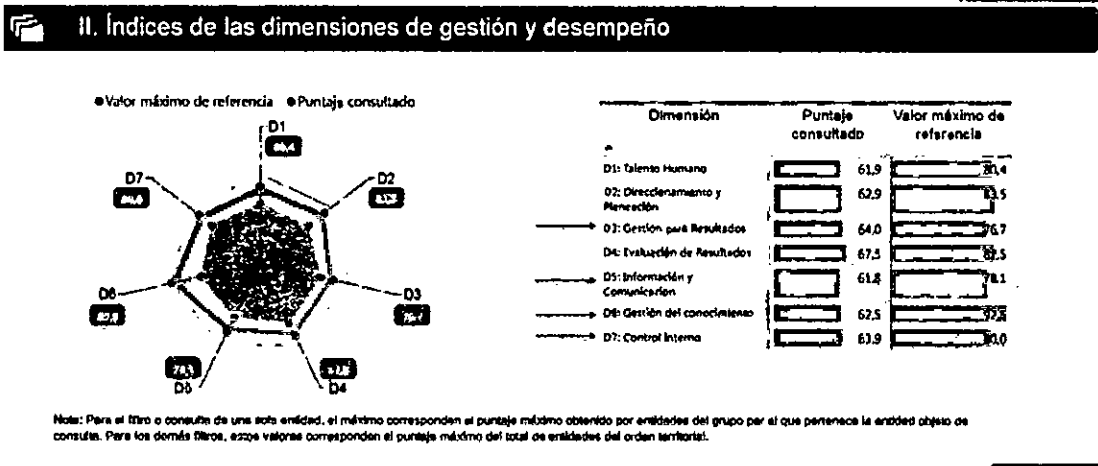 II. Índices de las dimensiones de gestión y desempeño
Valor máximo de referencia Puntaje consultado
D1
D7
D2
D6
D3
D5
D4
Dimensión Puntaje consultado Valor máximo de referencia
D1: Talento Humano 61,9
D2: Direccionamiento y Planeación 62,9
D3: Gestión para Resultados 64,0 76,7
D4: Evaluación de Resultados 67,5
D5: Información y Comunicación 61,8 78,1
D6: Gestión del conocimiento 62,5
D7: Control Interno 63,9
Nota: Para el filtro o consulta de una sola entidad, el máximo corresponden al puntaje máximo obtenido por entidades del grupo par al que pertenece la entidad objeto de
consulta. Para los demás filtros, estos valores corresponden el puntaje máximo del total de entidades del orden territorial.